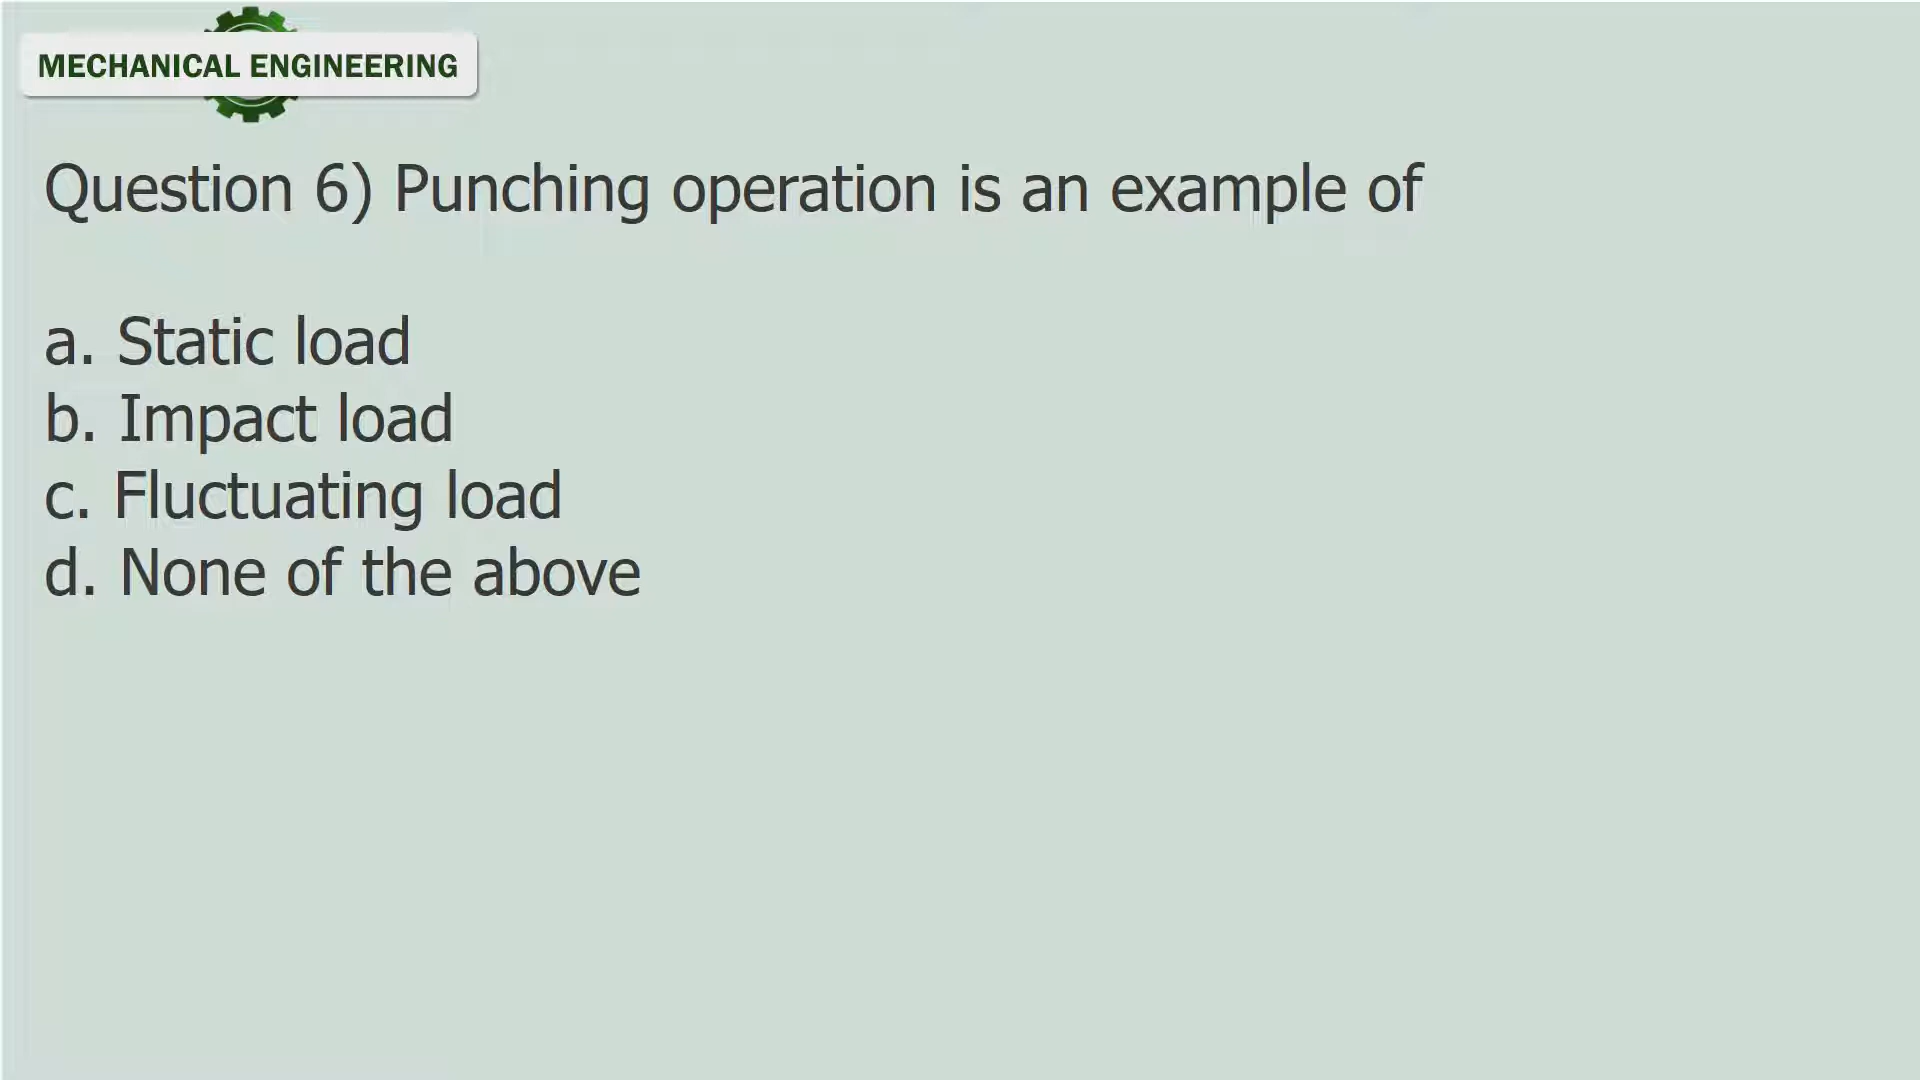 MECHANICAL ENGINEERING
Question 6) Punching operation is an example of
a. Static load
b. Impact load
c. Fluctuating load
d. None of the above